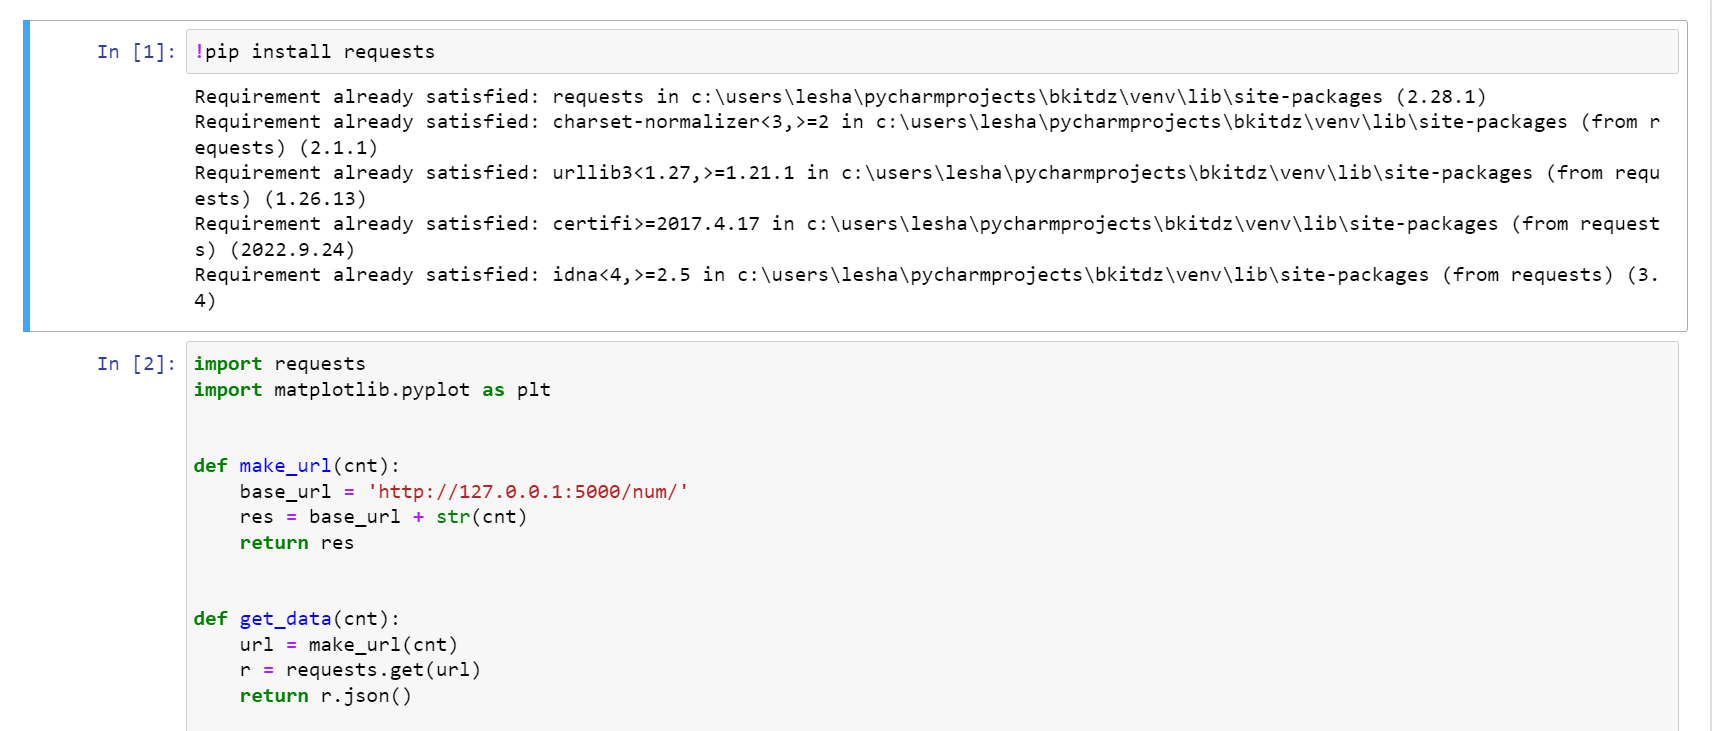 In [1]: !pip install requests
Requirement already satisfied: requests in c:\users\lesha\pycharmprojects\bkitdz\venv\lib\site-packages (2.28.1)
Requirement already satisfied: charset-normalizer<3,>=2 in c:\users\lesha\pycharmprojects\bkitdz\venv\lib\site-packages (from r
equests) (2.1.1)
Requirement already satisfied: urllib3<1.27,>=1.21.1 in c:\users\lesha\pycharmprojects\bkitdz\venv\lib\site-packages (from requ
ests) (1.26.13)
Requirement already satisfied: certifi>=2017.4.17 in c:\users\lesha\pycharmprojects\bkitdz\venv\lib\site-packages (from request
s) (2022.9.24)
Requirement already satisfied: idna<4,>=2.5 in c:\users\lesha\pycharmprojects\bkitdz\venv\lib\site-packages (from requests) (3.
4)
In [2]: import requests
import matplotlib.pyplot as plt
def make_url(cnt):
    base_url = 'http://127.0.0.1:5000/num/'
    res = base_url + str(cnt)
    return res
def get_data(cnt):
    url = make_url(cnt)
    r = requests.get(url)
    return r.json()